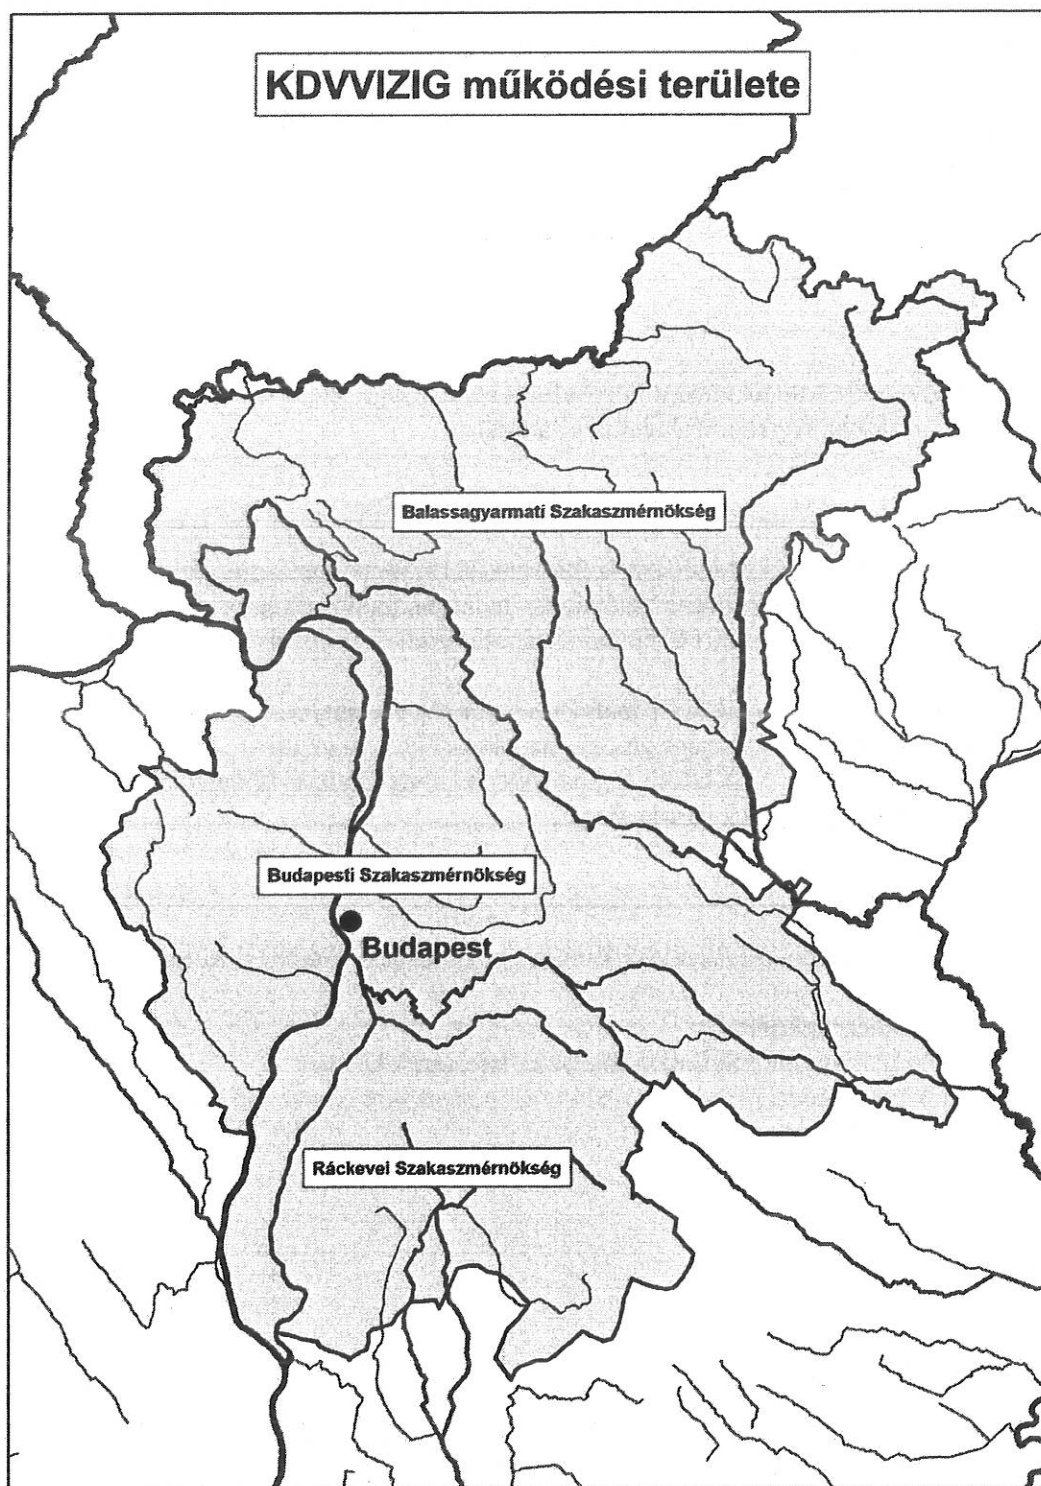 KDVVIZIG működési területe
Balassagyarmati Szakaszmérnökség
Budapesti Szakaszmérnökség
Budapest
Ráckevei Szakaszmérnökség